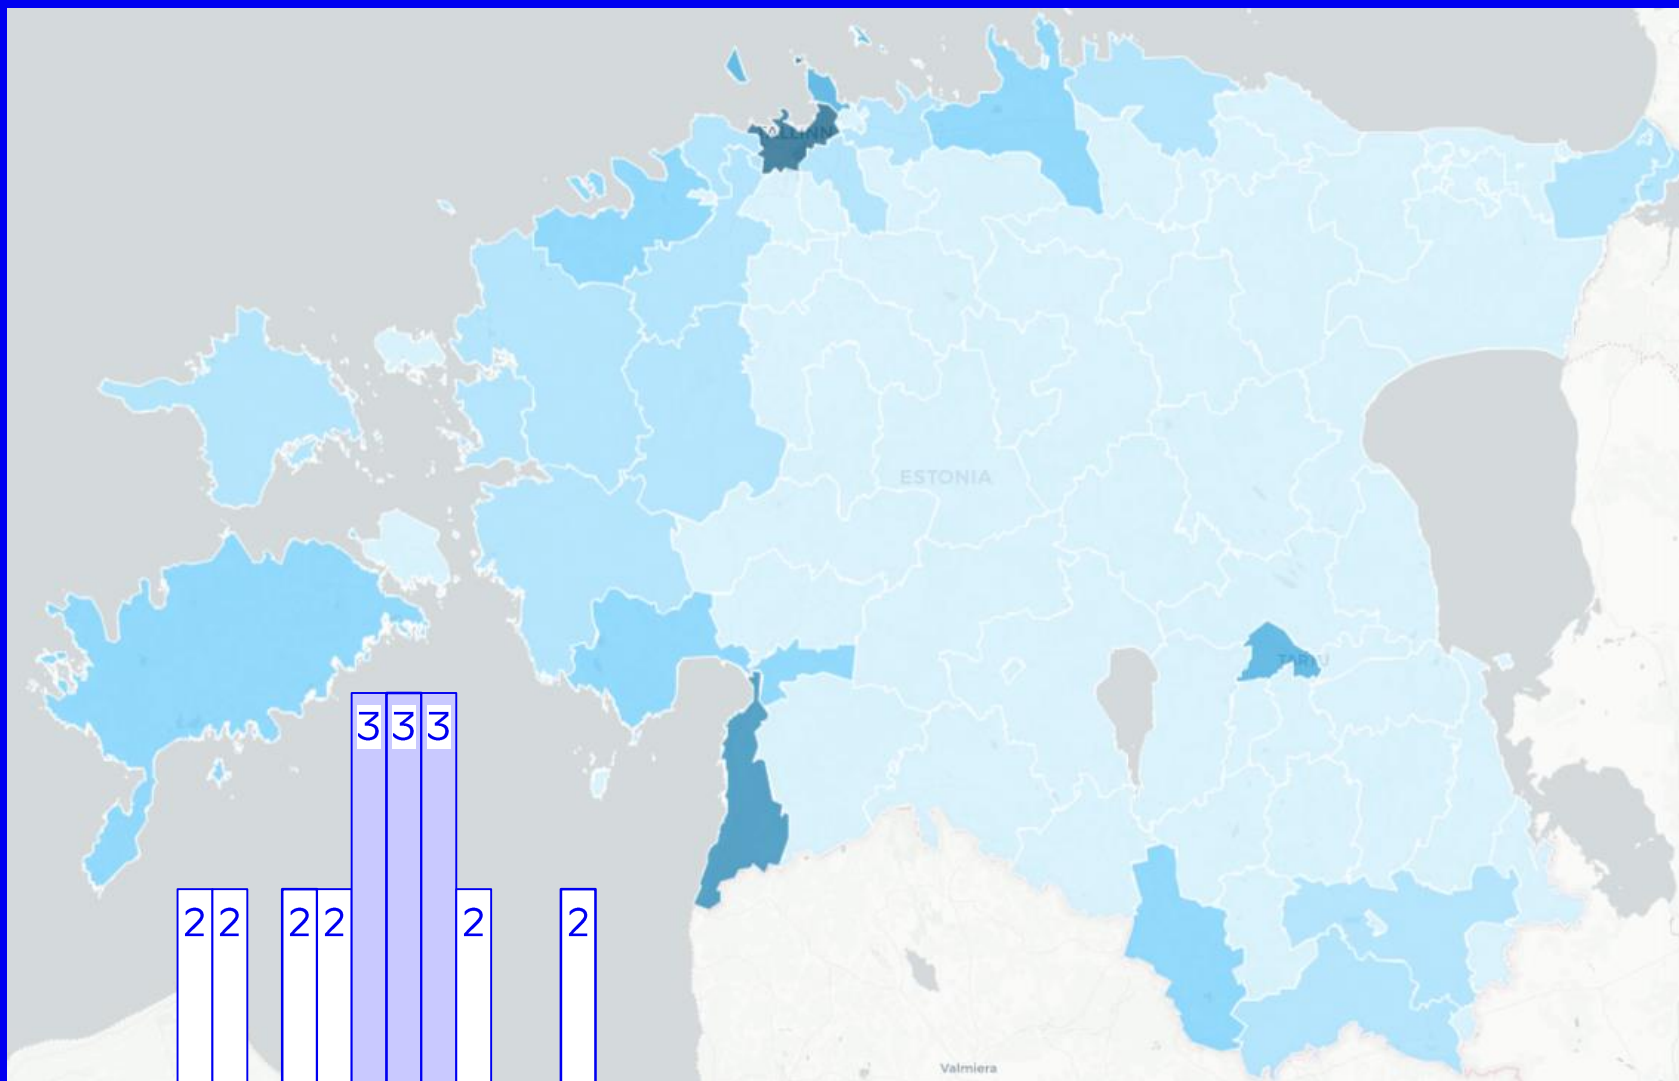 TALLINN
ESTONIA
TARTU
3 3 3
2 2 2 2 2 2
Valmiera